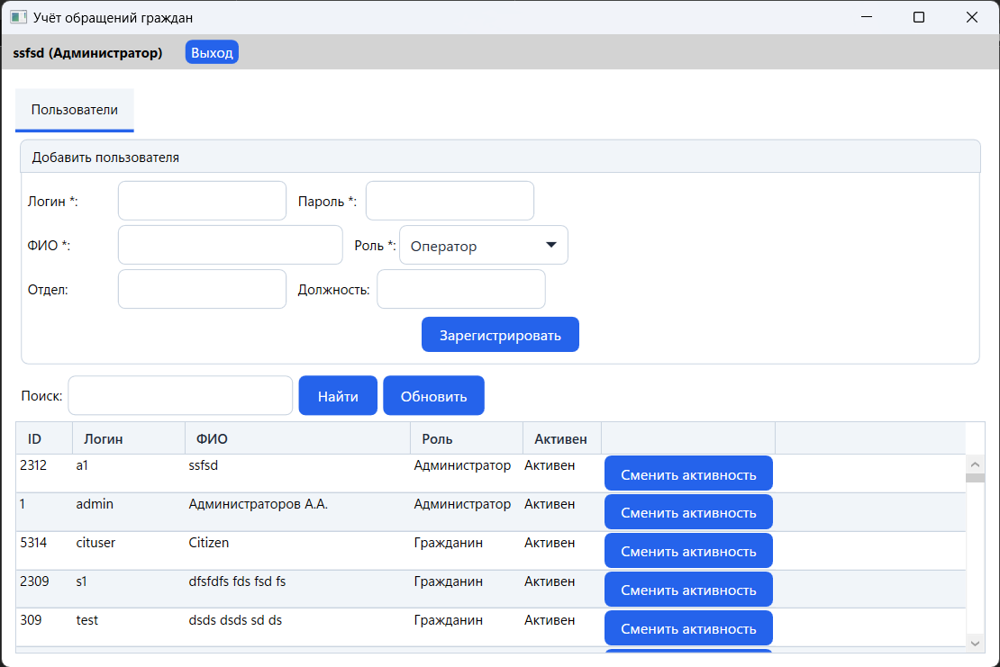 Учёт обращений граждан
ssfsd (Администратор) Выход
Пользователи
Добавить пользователя
Логин *: Пароль *:
ФИО *: Роль *: Оператор
Отдел: Должность:
Зарегистрировать
Поиск: Найти Обновить
ID Логин ФИО Роль Активен
2312 a1 ssfsd Администратор Активен Сменить активность
1 admin Администраторов А.А. Администратор Активен Сменить активность
5314 cituser Citizen Гражданин Активен Сменить активность
2309 s1 dfsfdfs fds fsd fs Гражданин Активен Сменить активность
309 test dsds dsds sd ds Гражданин Активен Сменить активность